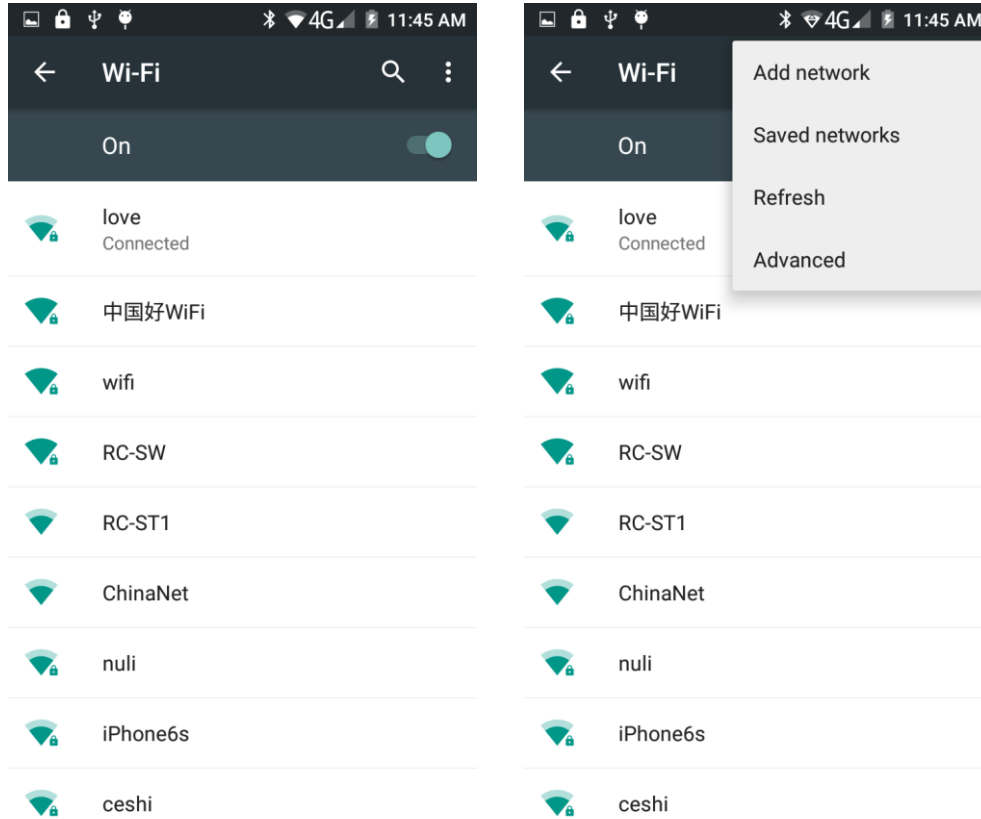 4G 11:45 AM
Wi-Fi
On
love
Connected
中国好WiFi
wifi
RC-SW
RC-ST1
ChinaNet
nuli
iPhone6s
ceshi
4G 11:45 AM
Wi-Fi
Add network
Saved networks
Refresh
Advanced
On
love
Connected
中国好WiFi
wifi
RC-SW
RC-ST1
ChinaNet
nuli
iPhone6s
ceshi